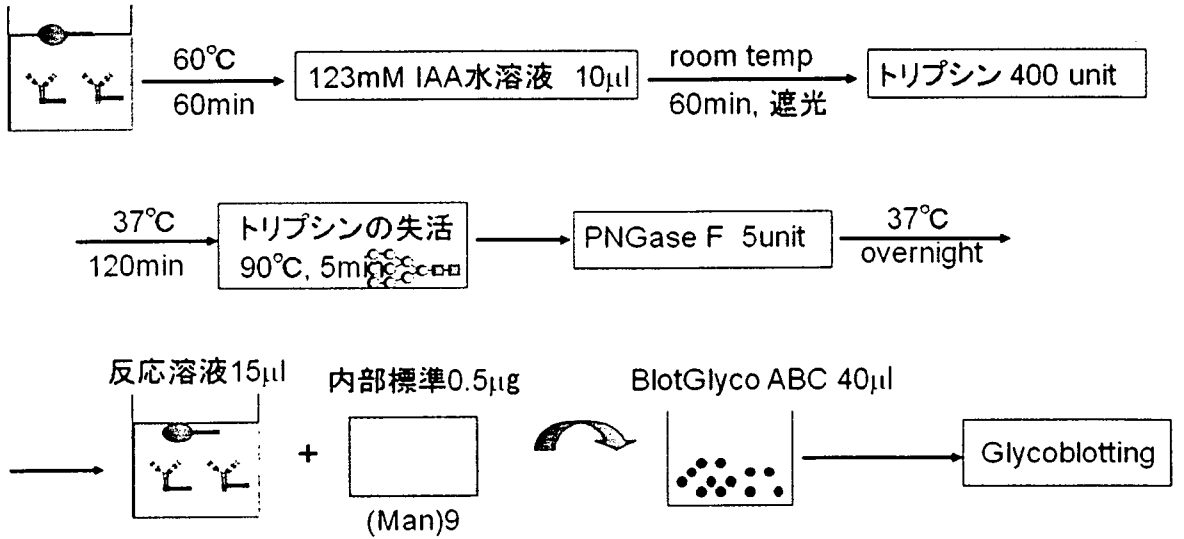 60℃
60min
123mM IAA水溶液 10μl
room temp
60min, 遮光
トリプシン 400 unit
37℃
120min
トリプシンの失活
90℃, 5min
PNGase F 5unit
37℃
overnight
反応溶液15μl
+
内部標準0.5μg
(Man)9
BlotGlyco ABC 40μl
Glycoblotting